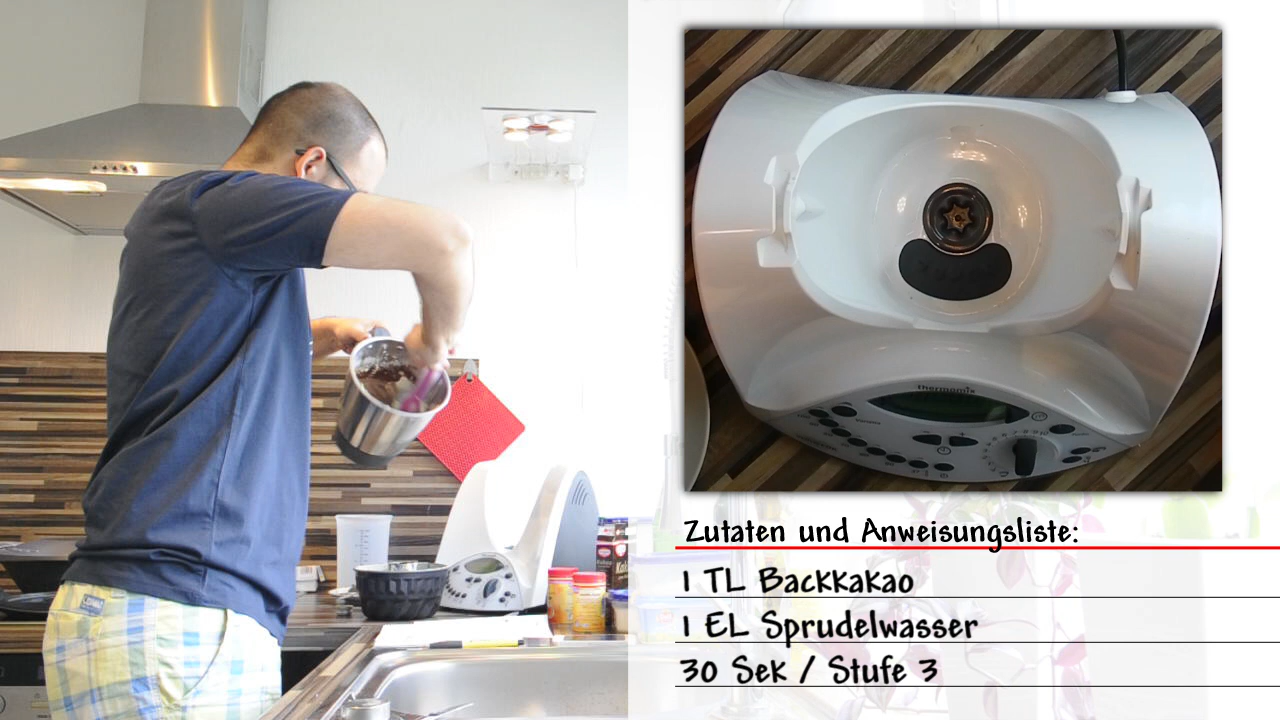 thermomix
Zutaten und Anweisungsliste:
1 TL Backkakao
1 EL Sprudelwasser
30 Sek / Stufe 3